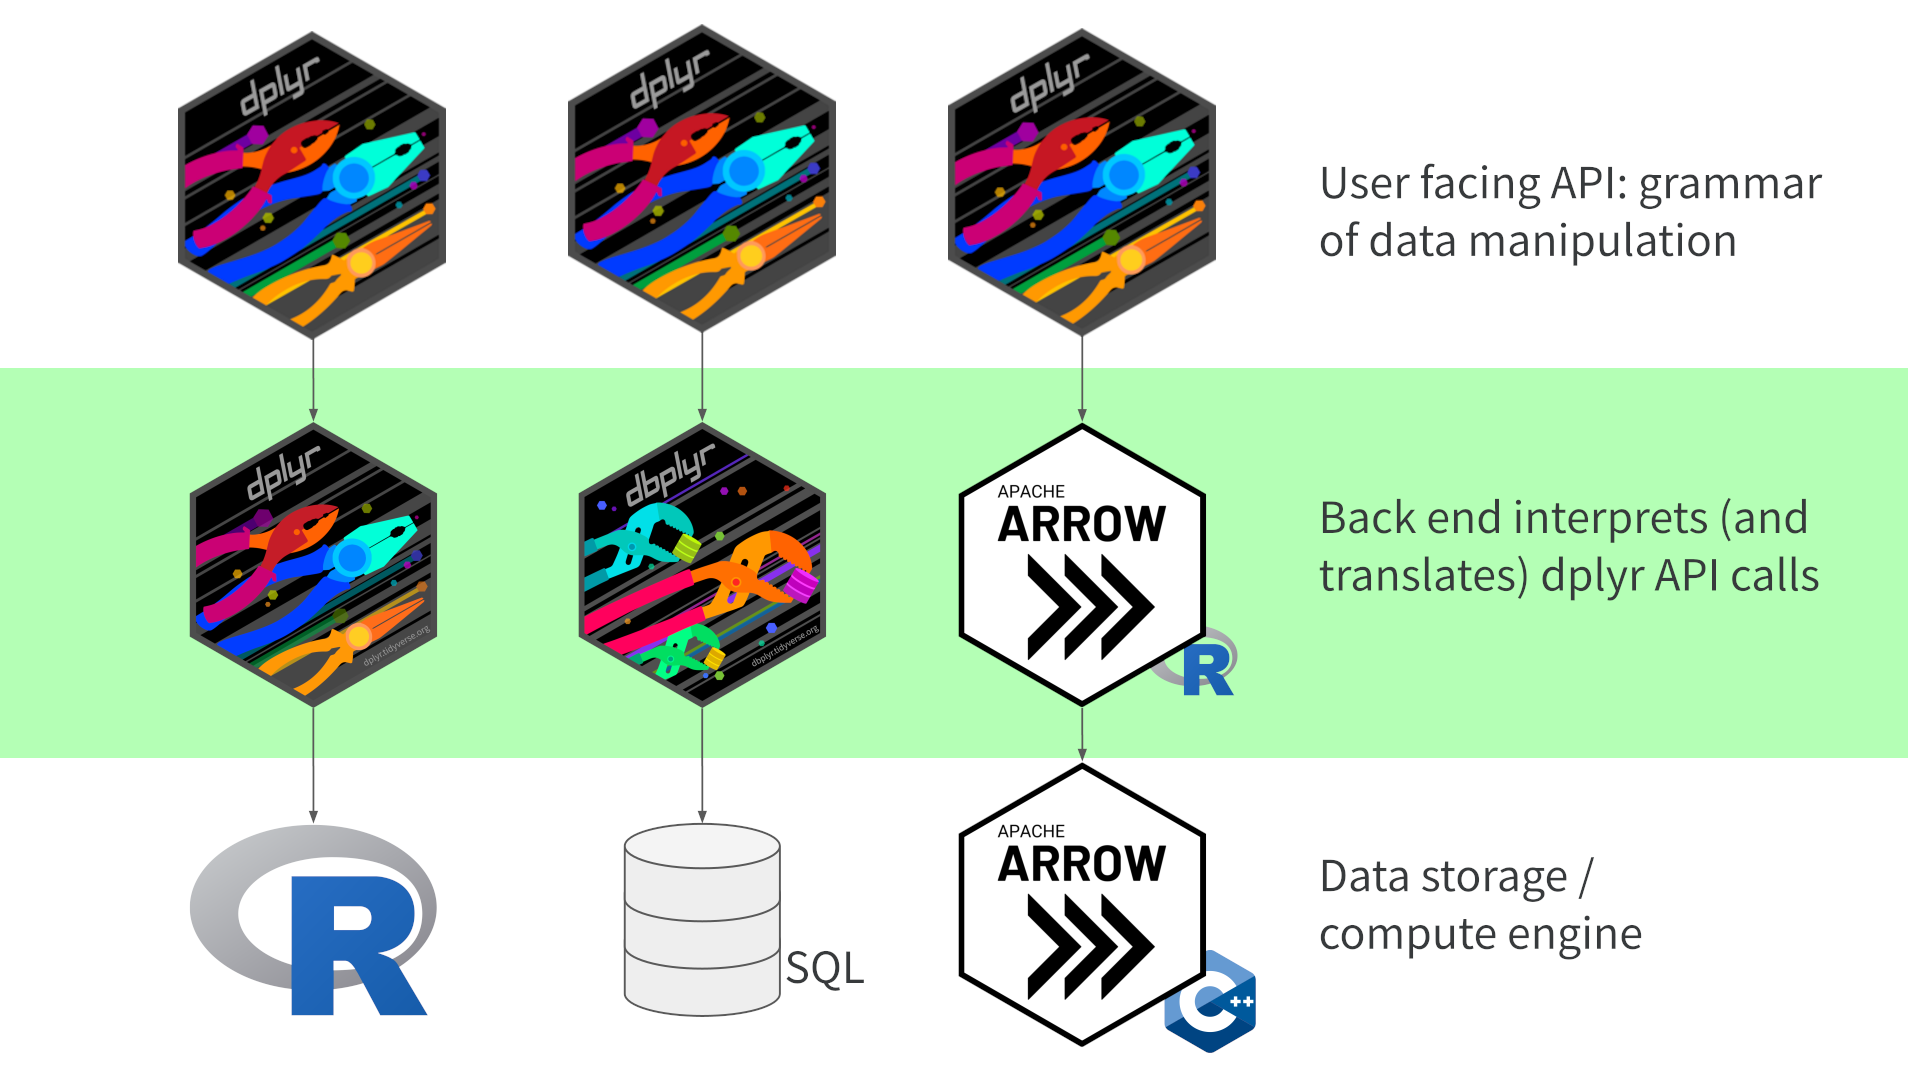 dplyr
dplyr
dplyr
User facing API: grammar
of data manipulation
dplyr
dplyr.tidyverse.org
dbplyr
dbplyr.tidyverse.org
APACHE
ARROW
R
Back end interprets (and
translates) dplyr API calls
R
SQL
APACHE
ARROW
C++
Data storage /
compute engine